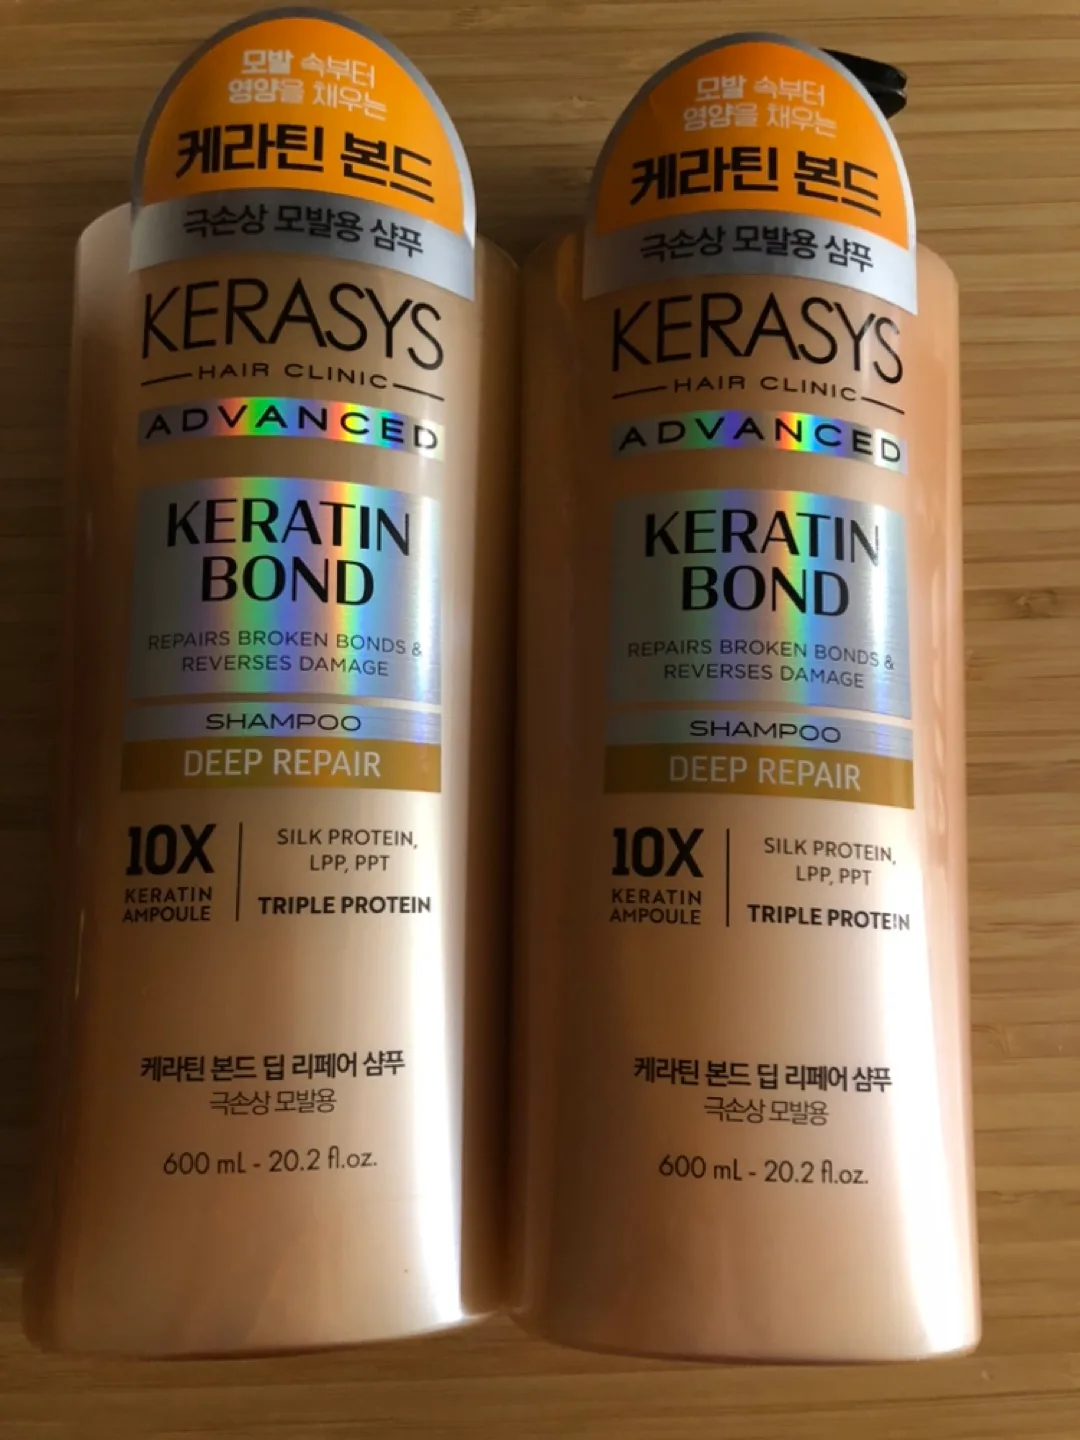 모발 속부터
영양을 채우는
케라틴 본드
극손상 모발용 샴푸
KERASYS
HAIR CLINIC
ADVANCED
KERATIN
BOND
REPAIRS BROKEN BONDS &
REVERSES DAMAGE
SHAMPOO
DEEP REPAIR
10X
KERATIN
AMPOULE
SILK PROTEIN,
LPP, PPT
TRIPLE PROTEIN
케라틴 본드 딥 리페어 샴푸
극손상 모발용
600 mL - 20.2 fl.oz.
모발 속부터
영양을 채우는
케라틴 본드
극손상 모발용 샴푸
KERASYS
HAIR CLINIC
ADVANCED
KERATIN
BOND
REPAIRS BROKEN BONDS &
REVERSES DAMAGE
SHAMPOO
DEEP REPAIR
10X
KERATIN
AMPOULE
SILK PROTEIN,
LPP, PPT
TRIPLE PROTEIN
케라틴 본드 딥 리페어 샴푸
극손상 모발용
600 mL - 20.2 fl.oz.